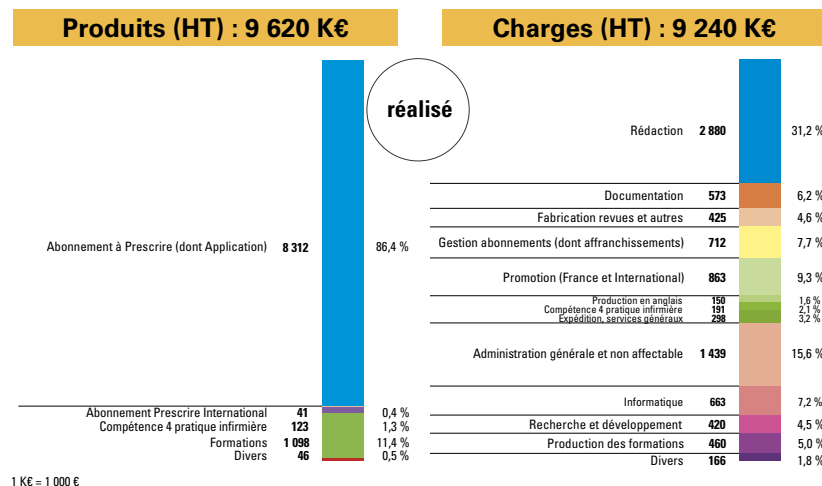 Produits (HT) : 9 620 K€
réalisé
Abonnement à Prescrire (dont Application) 8 312 86,4 %
Abonnement Prescrire International 41 0,4 %
Compétence 4 pratique infirmière 123 1,3 %
Formations 1 098 11,4 %
Divers 46 0,5 %
1 K€ = 1 000 €
Charges (HT) : 9 240 K€
Rédaction 2 880 31,2 %
Documentation 573 6,2 %
Fabrication revues et autres 425 4,6 %
Gestion abonnements (dont affranchissements) 712 7,7 %
Promotion (France et International) 863 9,3 %
Production en anglais 150 1,6 %
Compétence 4 pratique infirmière 191 2,1 %
Expédition, services généraux 298 3,2 %
Administration générale et non affectable 1 439 15,6 %
Informatique 663 7,2 %
Recherche et développement 420 4,5 %
Production des formations 460 5,0 %
Divers 166 1,8 %